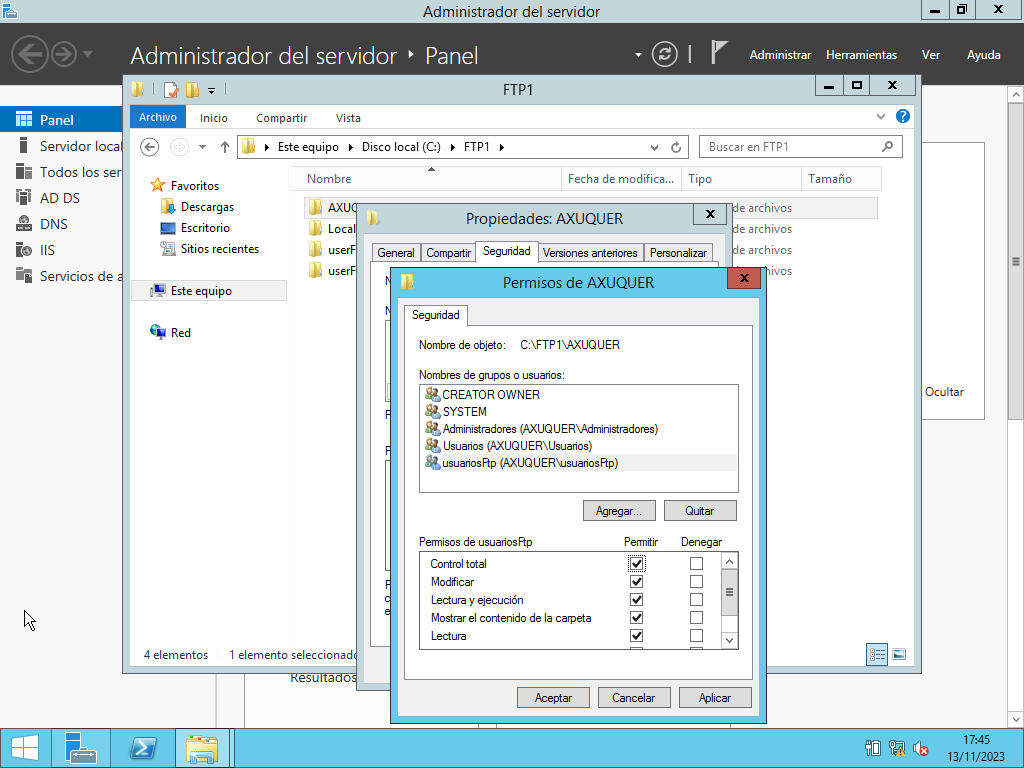 Administrador del servidor
Administrador del servidor
Panel
Administrar
Herramientas
Ver
Ayuda
FTP1
Archivo
Inicio
Compartir
Vista
Este equipo
Disco local (C:)
FTP1
Buscar en FTP1
Panel
Servidor local
Todos los ser
AD DS
DNS
IIS
Servicios de a
Favoritos
Descargas
Escritorio
Sitios recientes
Este equipo
Red
Nombre
Fecha de modifica...
Tipo
Tamaño
AXUQ
de archivos
Local
de archivos
userF
de archivos
userF
de archivos
Propiedades: AXUQUER
General
Compartir
Seguridad
Versiones anteriores
Personalizar
Permisos de AXUQUER
Seguridad
Nombre de objeto: C:\FTP1\AXUQUER
Nombres de grupos o usuarios:
CREATOR OWNER
SYSTEM
Administradores (AXUQUER\Administradores)
Usuarios (AXUQUER\Usuarios)
usuariosFtp (AXUQUER\usuariosFtp)
Agregar...
Quitar
Permisos de usuariosFtp
Permitir
Denegar
Control total
Modificar
Lectura y ejecución
Mostrar el contenido de la carpeta
Lectura
Aceptar
Cancelar
Aplicar
Ocultar
4 elementos
1 elemento seleccionado
Resultados
17:45
13/11/2023